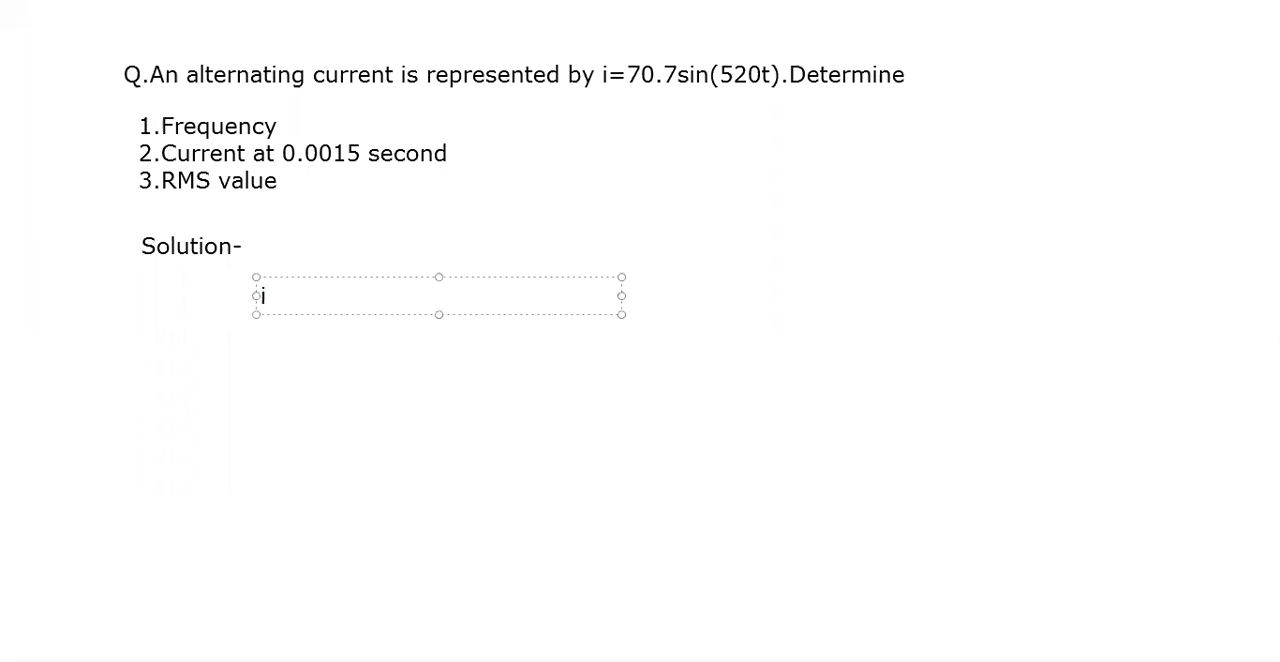 Q.An alternating current is represented by i=70.7sin(520t).Determine
1.Frequency
2.Current at 0.0015 second
3.RMS value
Solution-
i